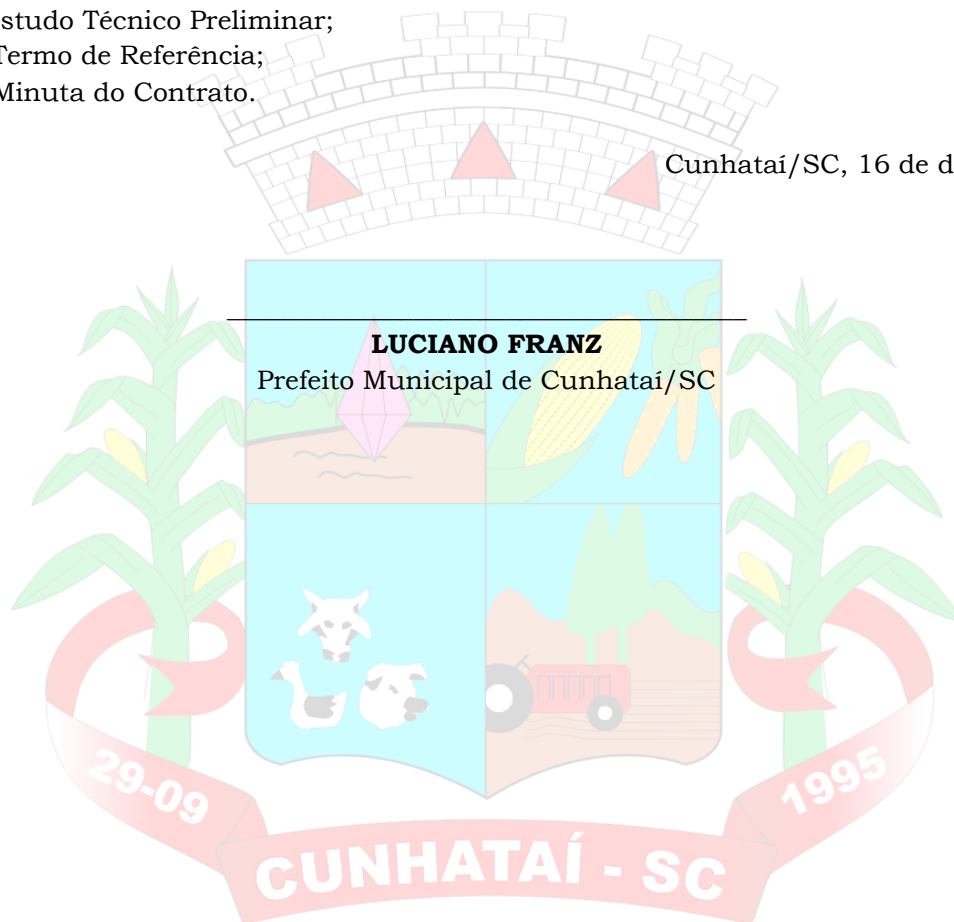 studo Técnico Preliminar;
Termo de Referência;
Minuta do Contrato.
Cunhataí/SC, 16 de d
LUCIANO FRANZ
Prefeito Municipal de Cunhataí/SC
29-09
1995
CUNHATAÍ - SC